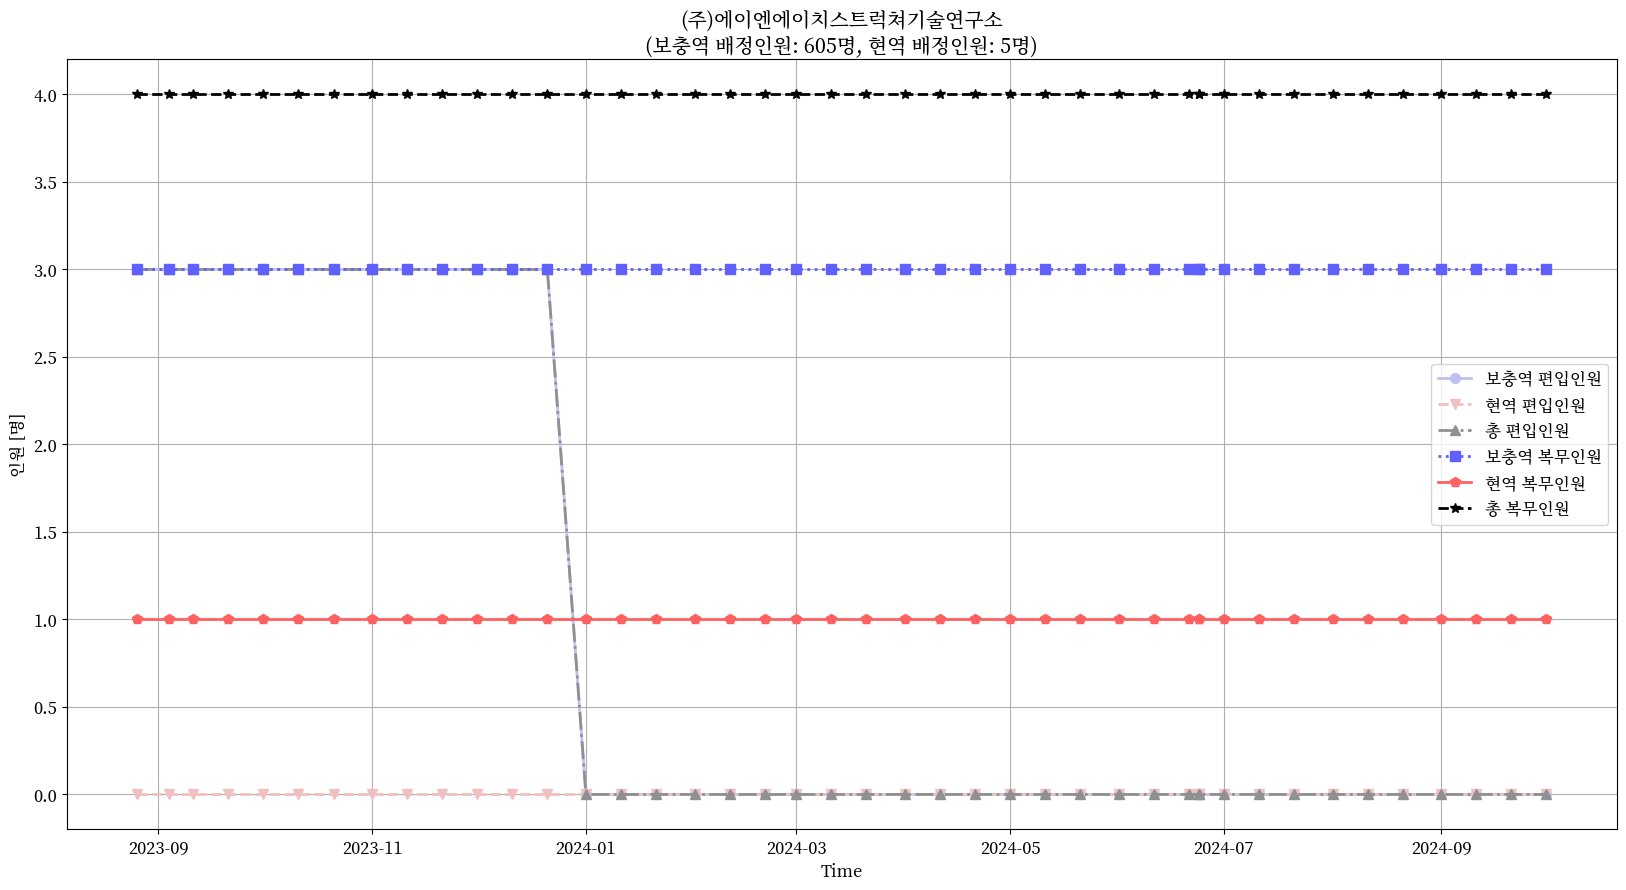 (주)에이엔에이치스트럭쳐기술연구소
(보충역 배정인원: 605명, 현역 배정인원: 5명)
인원 [명]
4.0
3.5
3.0
2.5
2.0
1.5
1.0
0.5
0.0
보충역 편입인원
현역 편입인원
총 편입인원
보충역 복무인원
현역 복무인원
총 복무인원
2023-09 2023-11 2024-01 2024-03 2024-05 2024-07 2024-09
Time